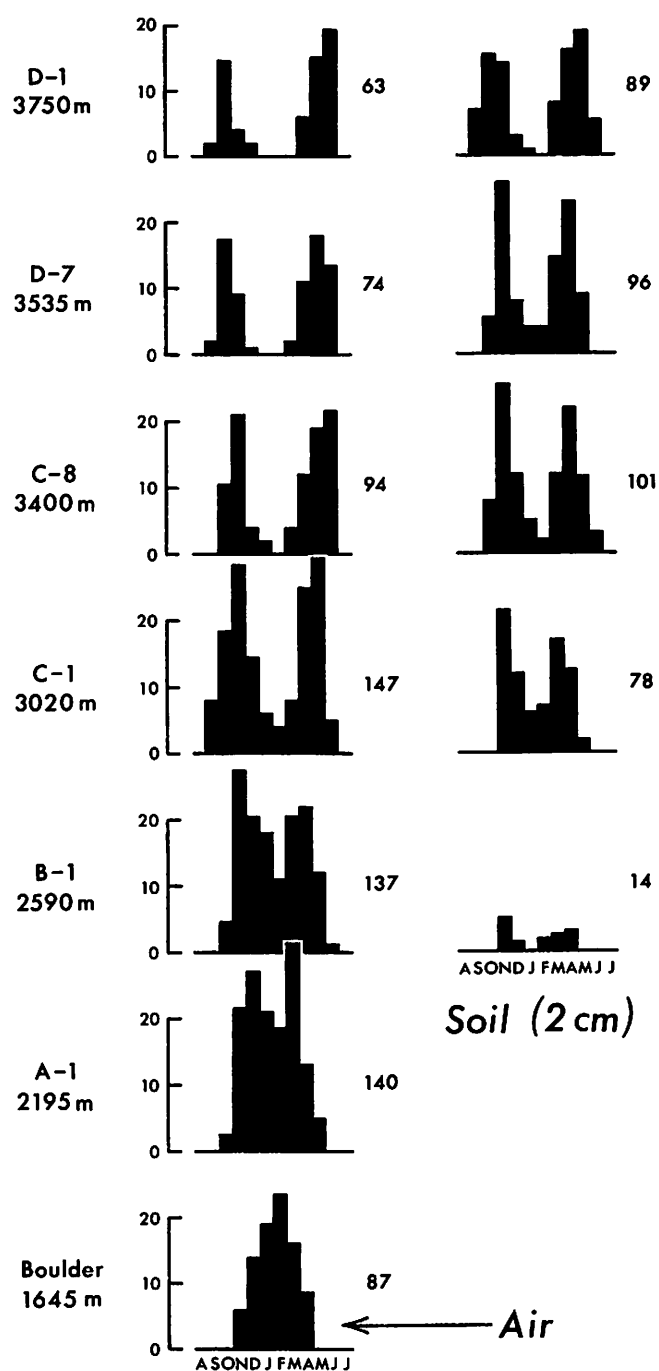 20
10
0
D-1
3750 m
63
89
20
10
0
D-7
3535 m
74
96
20
10
0
C-8
3400 m
94
101
20
10
0
C-1
3020 m
147
78
20
10
0
B-1
2590 m
137
14
A S O N D J F M A M J J
Soil (2 cm)
20
10
0
A-1
2195 m
140
20
10
0
Boulder
1645 m
87
Air
A S O N D J F M A M J J